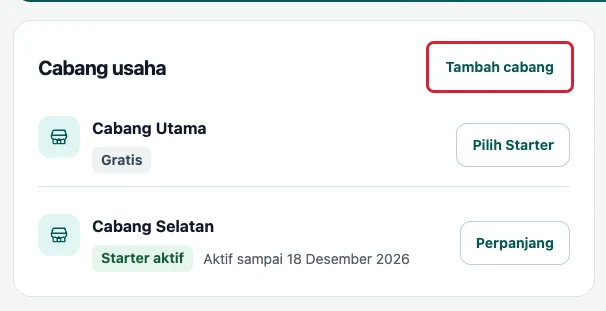 Cabang usaha
Tambah cabang
Cabang Utama
Gratis
Pilih Starter
Cabang Selatan
Starter aktif Aktif sampai 18 Desember 2026
Perpanjang